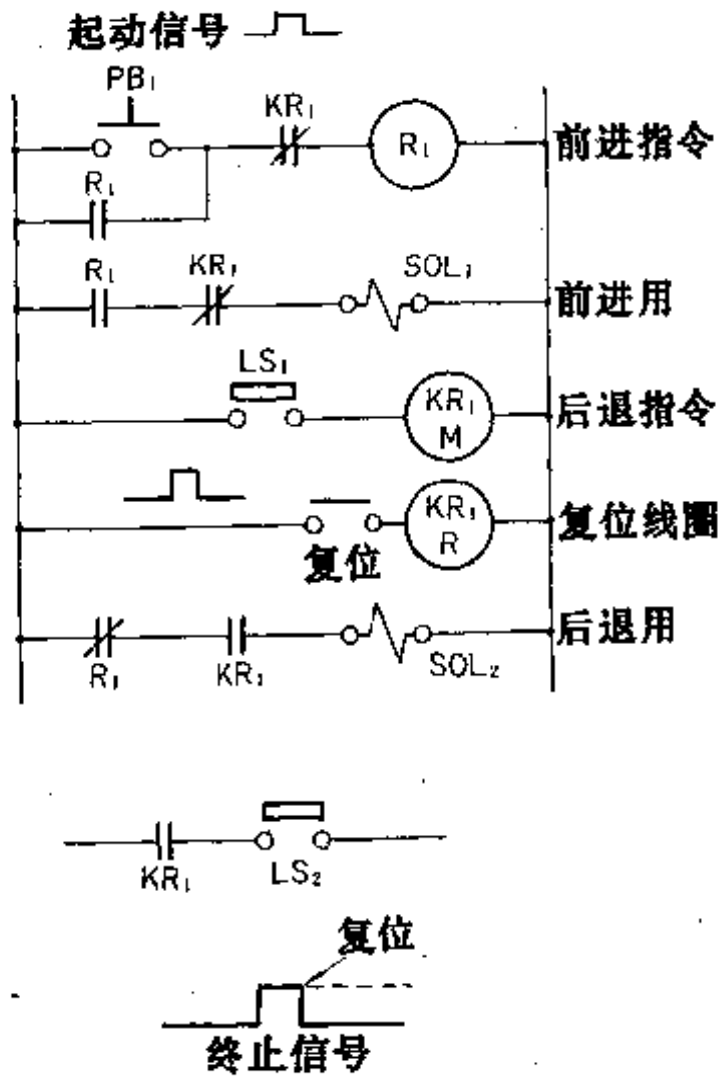 起动信号
PB₁
KR₁
R₁
前进指令
R₁
R₁
KR₁
SOL₁
前进用
LS₁
KR₁
M
后退指令
KR₁
R
复位线圈
复位
后退用
R₁
KR₁
SOL₂
KR₁
LS₂
复位
终止信号